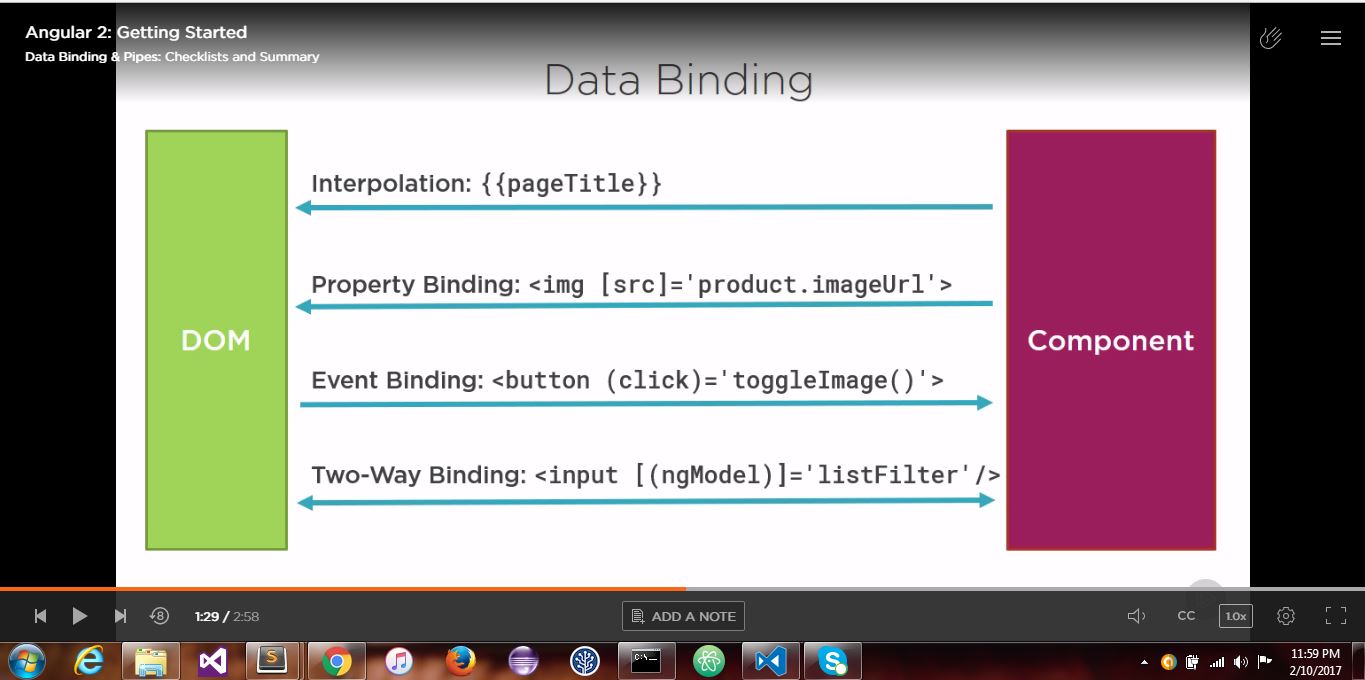 Angular 2: Getting Started
Data Binding & Pipes: Checklists and Summary
Data Binding
Interpolation: {{pageTitle}}
Property Binding: <img [src]='product.imageUrl'>
DOM
Component
Event Binding: <button (click)='toggleImage()'>
Two-Way Binding: <input [(ngModel)]='listFilter'/>
8
1:29 / 2:58
ADD A NOTE
CC
1.0x
C:\_
S
S
11:59 PM
2/10/2017